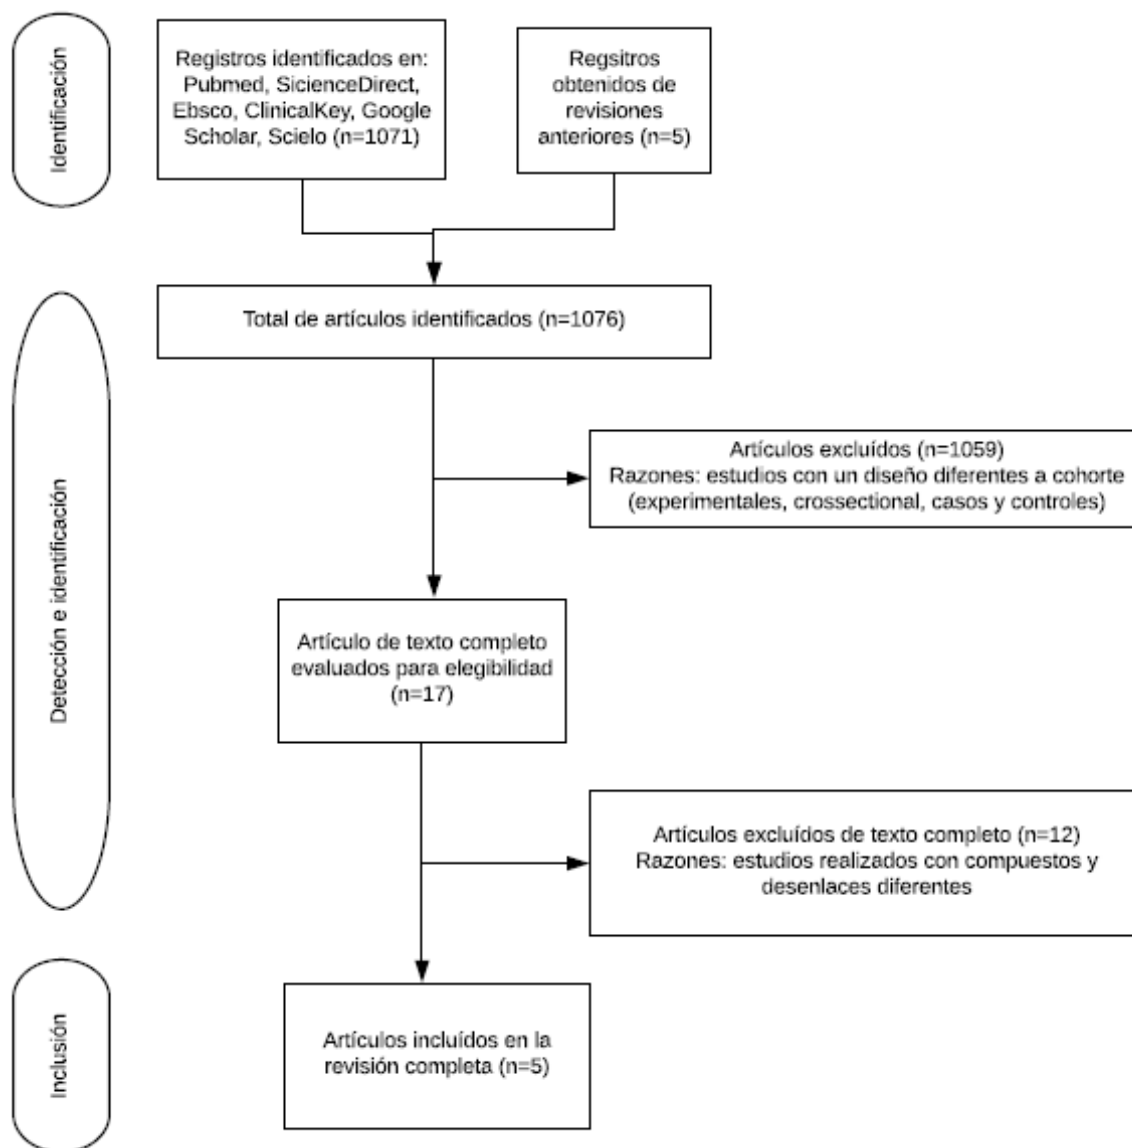 Identificación
Registros identificados en:
Pubmed, SicienceDirect,
Ebsco, ClinicalKey, Google
Scholar, Scielo (n=1071)
Regsitros
obtenidos de
revisiones
anteriores (n=5)
Total de artículos identificados (n=1076)
Detección e identificación
Artículos excluídos (n=1059)
Razones: estudios con un diseño diferentes a cohorte
(experimentales, crossectional, casos y controles)
Artículo de texto completo
evaluados para elegibilidad
(n=17)
Artículos excluídos de texto completo (n=12)
Razones: estudios realizados con compuestos y
desenlaces diferentes
Inclusión
Artículos incluídos en la
revisión completa (n=5)